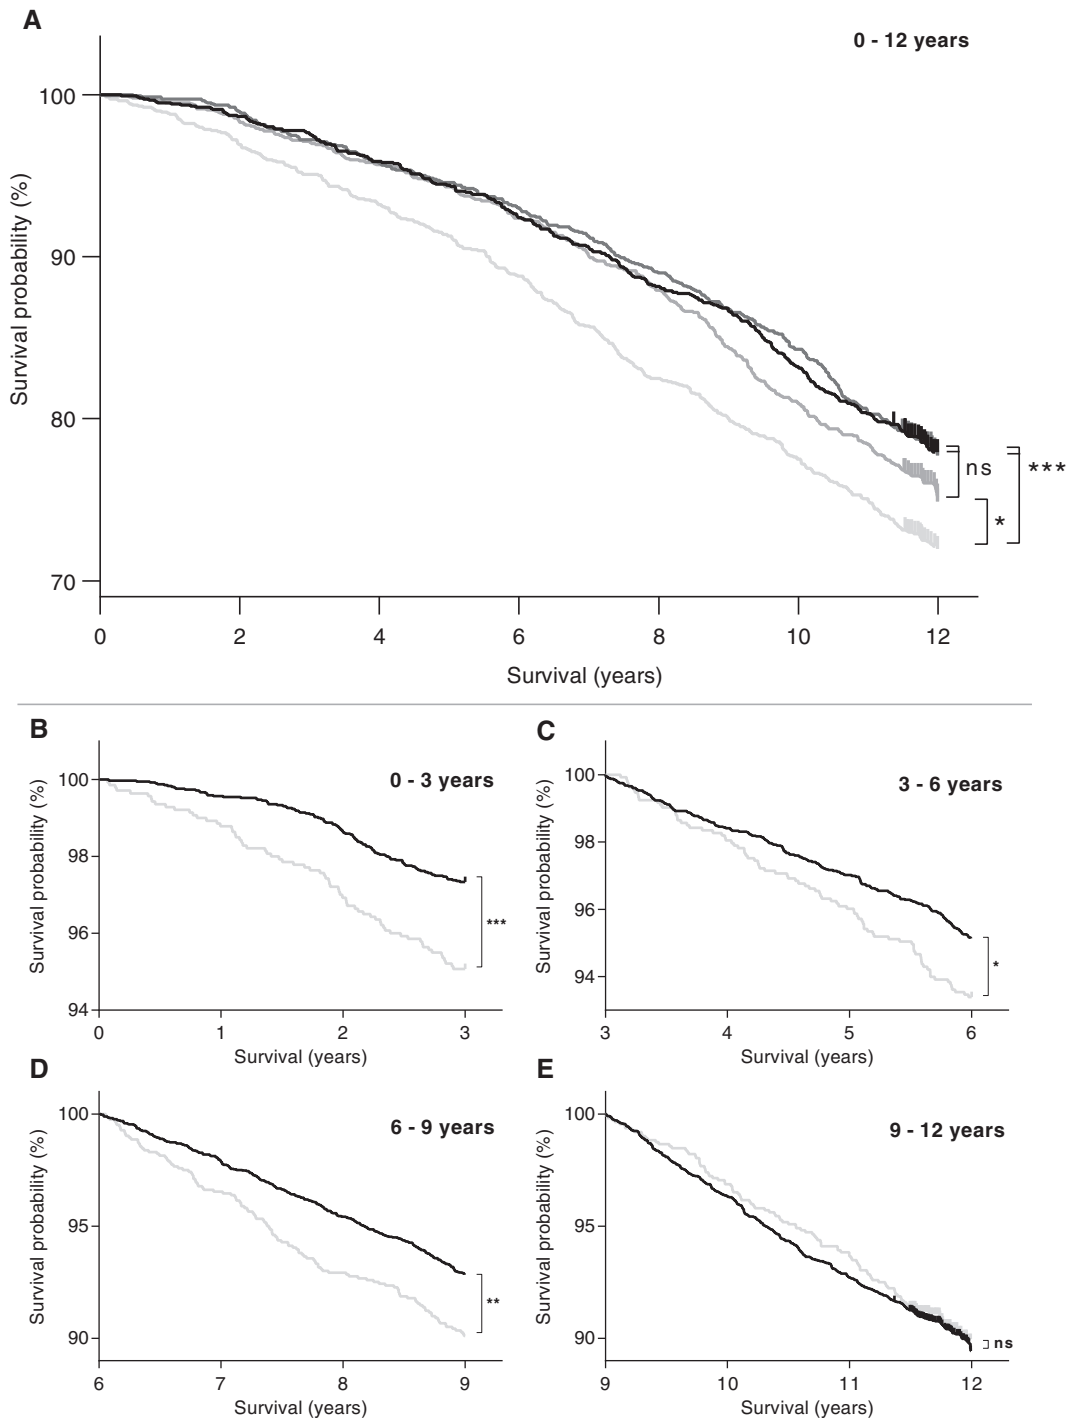 A
0 - 12 years
Survival probability (%)
100
90
80
70
ns
***
*
0 2 4 6 8 10 12
Survival (years)
B
0 - 3 years
Survival probability (%)
100
98
96
94
***
0 1 2 3
Survival (years)
C
3 - 6 years
Survival probability (%)
100
98
96
94
*
3 4 5 6
Survival (years)
D
6 - 9 years
Survival probability (%)
100
95
90
**
6 7 8 9
Survival (years)
E
9 - 12 years
Survival probability (%)
100
95
90
ns
9 10 11 12
Survival (years)